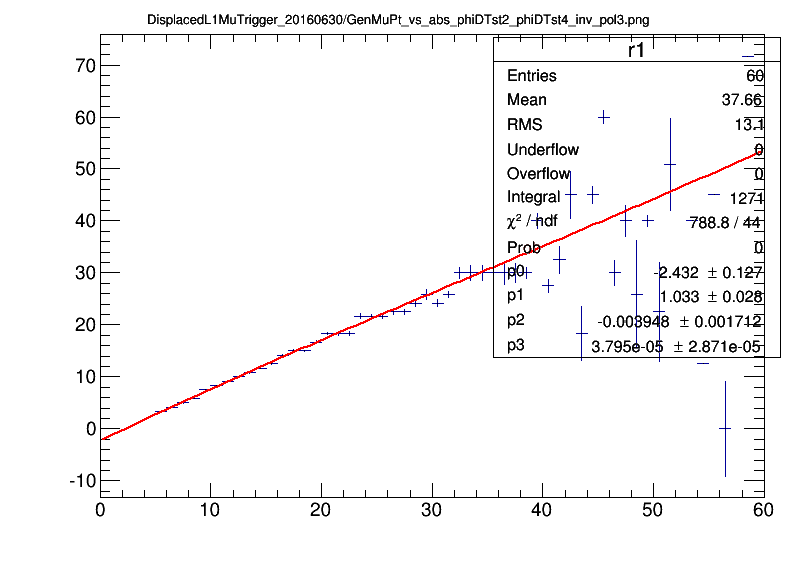 DisplacedL1MuTrigger_20160630/GenMuPt_vs_abs_phiDTst2_phiDTst4_inv_pol3.png
r1
Entries 60
Mean 37.66
RMS 13.1
Underflow 0
Overflow 0
Integral 1271
χ² / ndf 788.8 / 44
Prob 0
p0 -2.432 ± 0.127
p1 1.033 ± 0.028
p2 -0.003948 ± 0.001712
p3 3.795e-05 ± 2.871e-05
70
60
50
40
30
20
10
0
-10
0 10 20 30 40 50 60